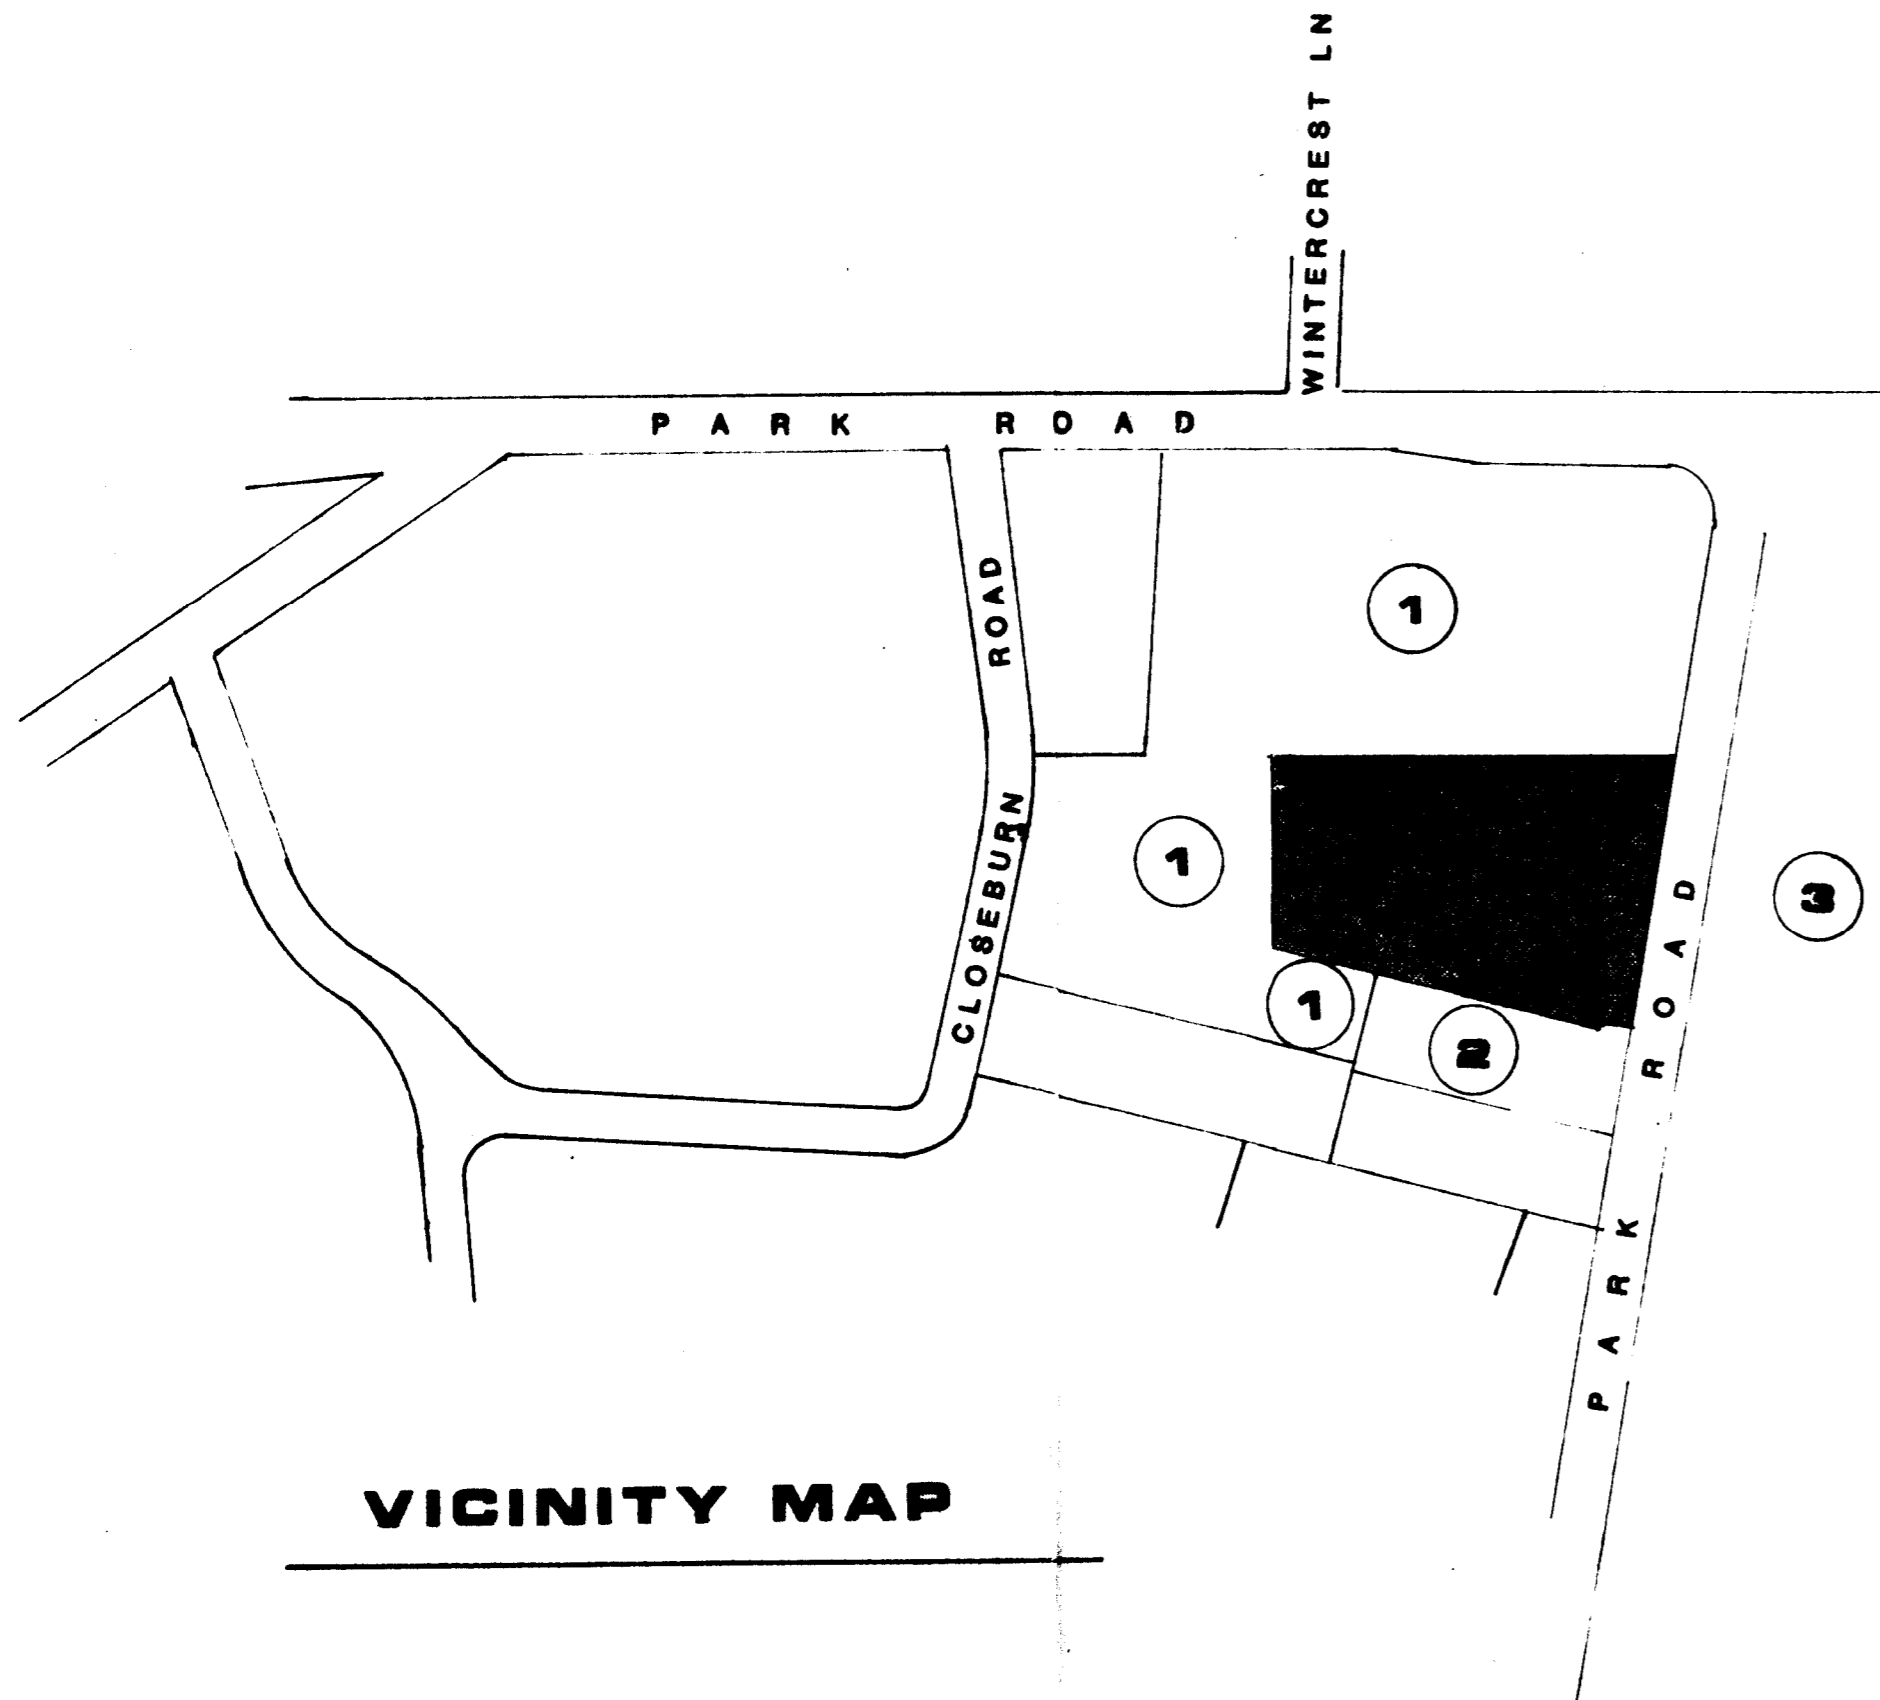 WINTERCREST LN
PARK ROAD
CLOSEBURN ROAD
1
1
3
1
2
PARK ROAD
VICINITY MAP